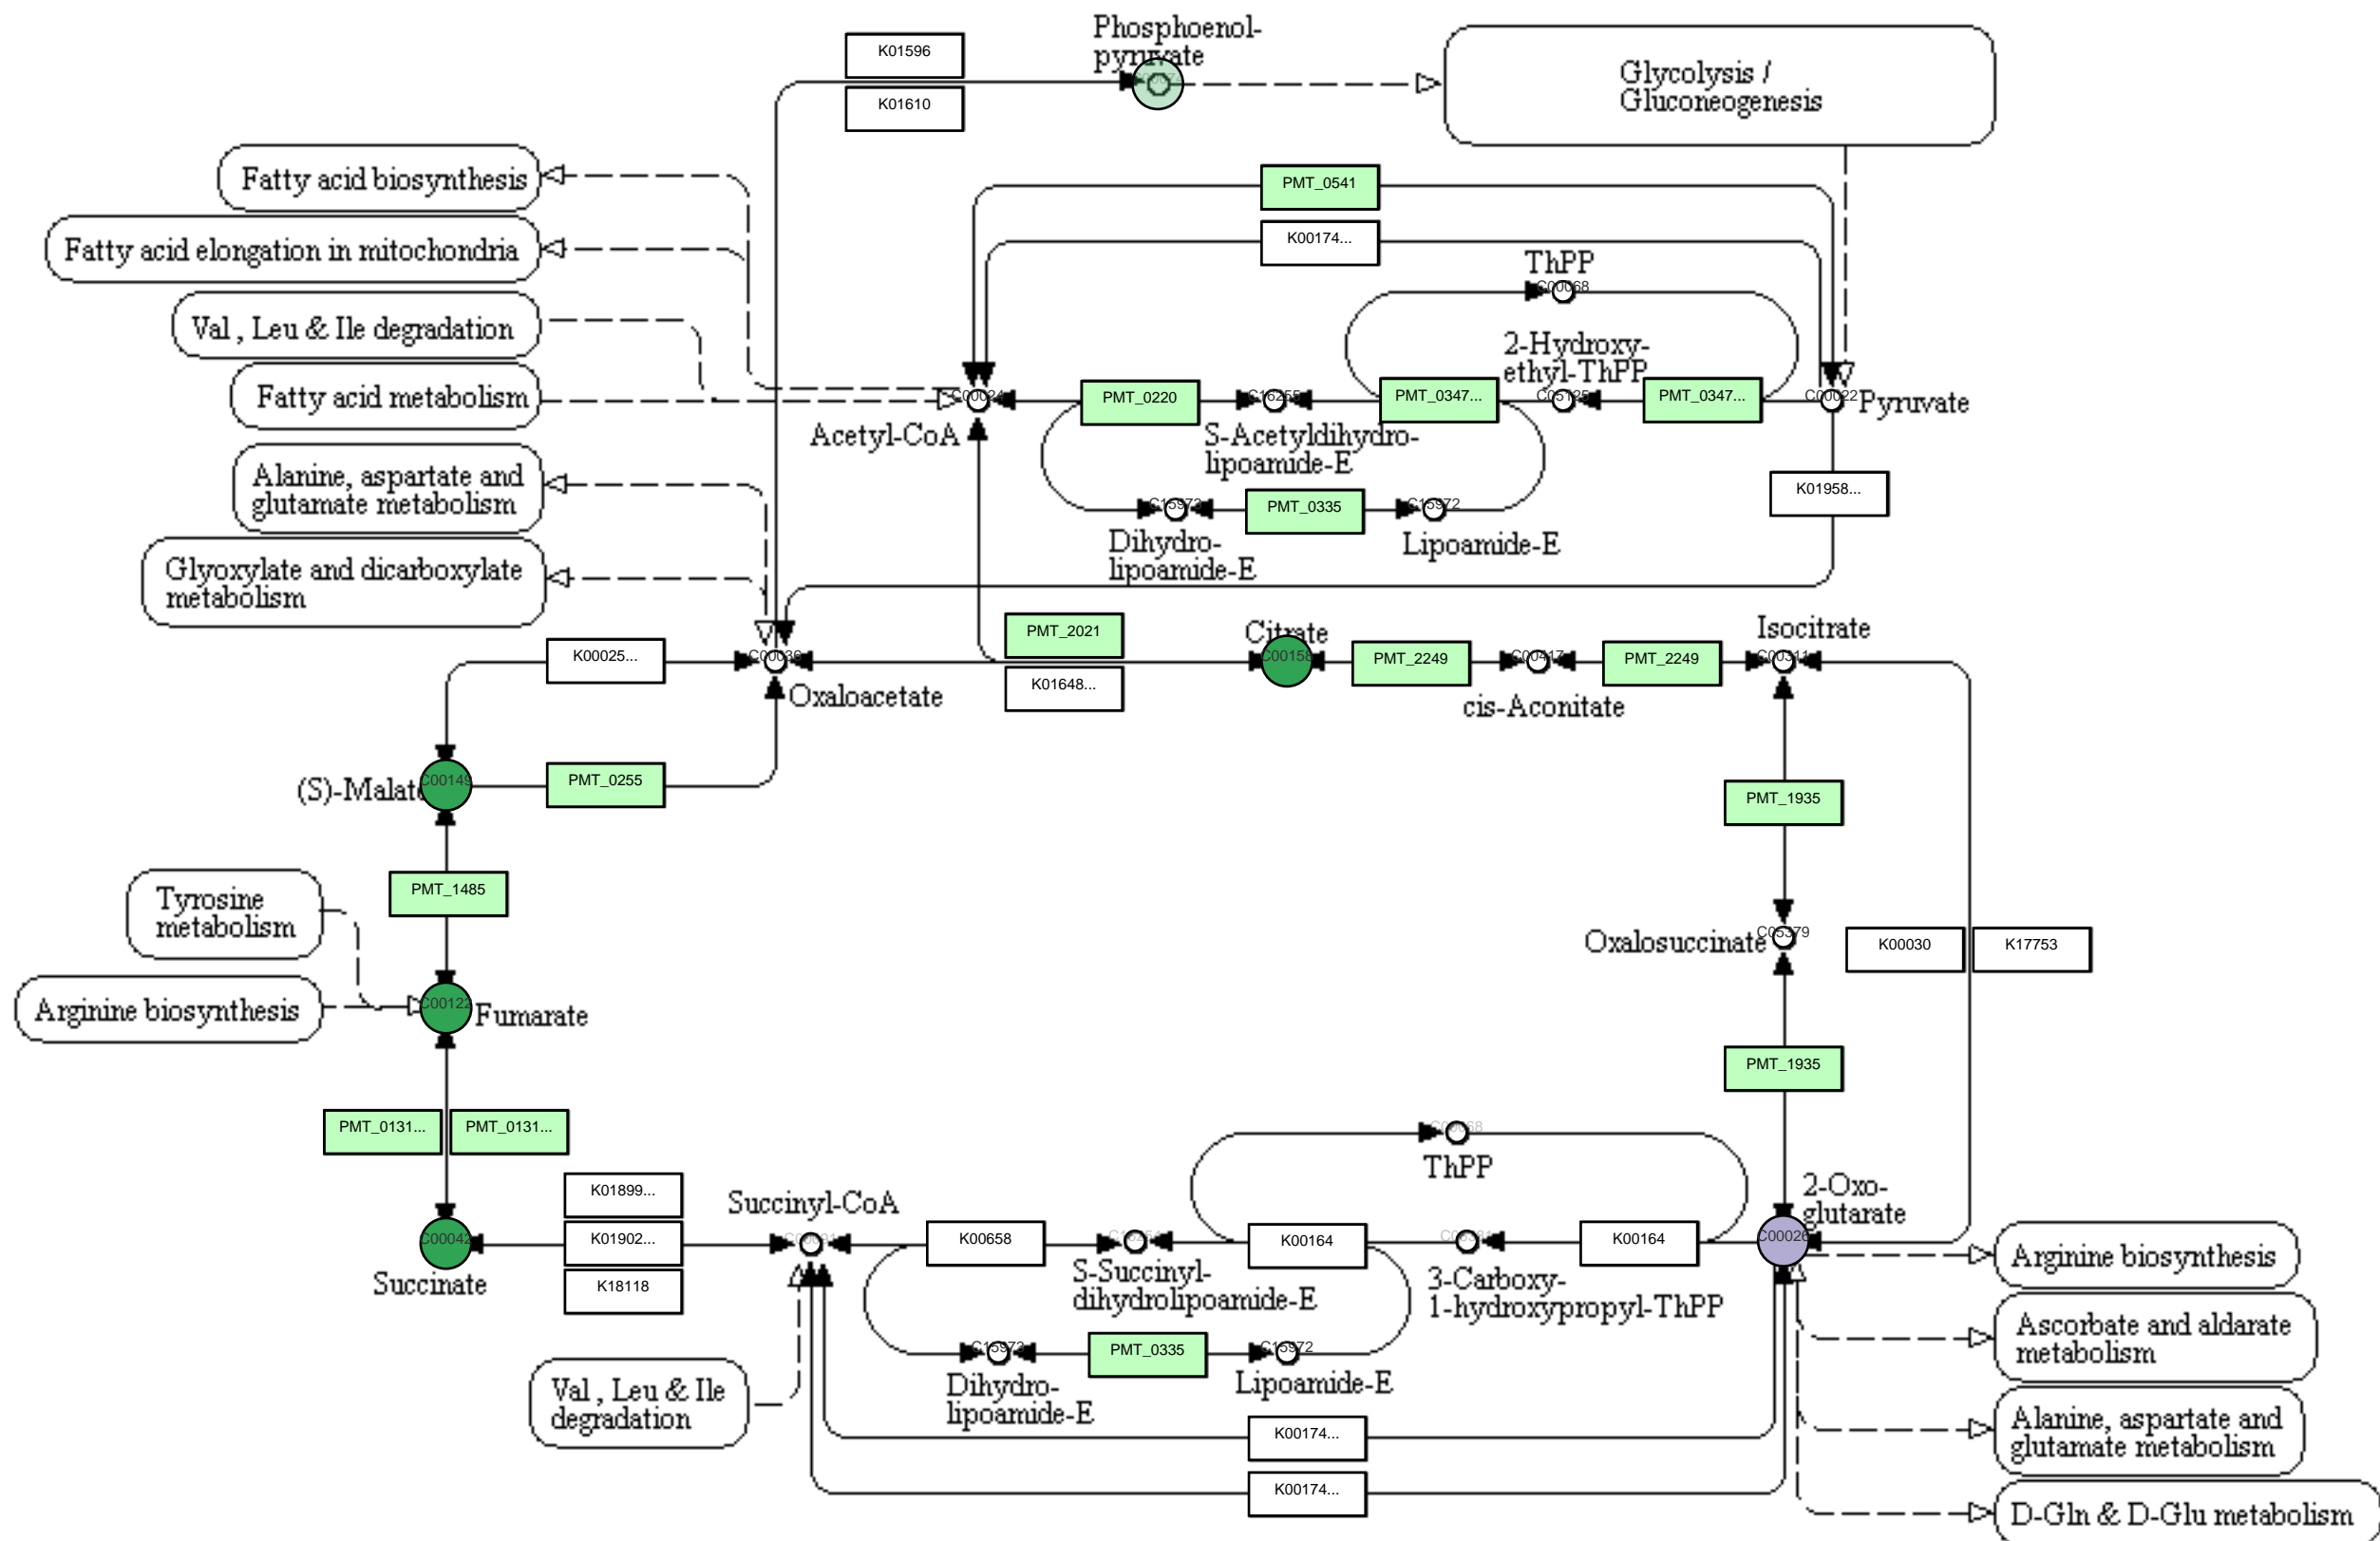 Phosphoenol-
pyruvate
K01596
K01610
Glycolysis /
Gluconeogenesis
Fatty acid biosynthesis
PMT_0541
Fatty acid elongation in mitochondria
K00174...
ThPP
C00068
Val , Leu & Ile degradation
2-Hydroxy-
ethyl-ThPP
Fatty acid metabolism
C00024
PMT_0220
C16255
PMT_0347...
C05125
PMT_0347...
C00022
Pyruvate
Acetyl-CoA
S-Acetyldihydro-
lipoamide-E
Alanine, aspartate and
glutamate metabolism
K01958...
C15973
PMT_0335
C15972
Dihydro-
lipoamide-E
Lipoamide-E
Glyoxylate and dicarboxylate
metabolism
PMT_2021
Citrate
Isocitrate
K00025...
C00036
C00158
PMT_2249
C00417
PMT_2249
C00311
K01648...
Oxaloacetate
cis-Aconitate
(S)-Malate
C00149
PMT_0255
PMT_1935
PMT_1485
Tyrosine
metabolism
Oxalosuccinate
C05379
K00030
K17753
Arginine biosynthesis
C00122
Fumarate
PMT_1935
PMT_0131...
PMT_0131...
C00068
ThPP
K01899...
Succinyl-CoA
2-Oxo-
glutarate
C00042
K01902...
C00091
K00658
K00164
K00164
C00026
Succinate
K18118
S-Succinyl-
dihydrolipoamide-E
3-Carboxy-
1-hydroxypropyl-ThPP
Arginine biosynthesis
C15973
PMT_0335
C15972
Ascorbate and aldarate
metabolism
Val , Leu & Ile
degradation
Dihydro-
lipoamide-E
Lipoamide-E
K00174...
Alanine, aspartate and
glutamate metabolism
K00174...
D-Gln & D-Glu metabolism